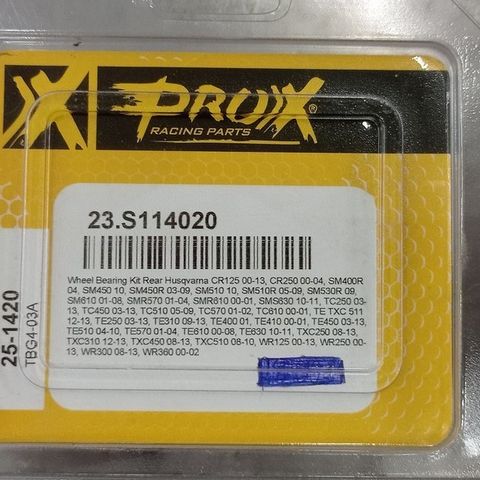 PROX®
RACING PARTS
23.S114020
Wheel Bearing Kit Rear Husqvarna CR125 00-13, CR250 00-04, SM400R
04, SM450 10, SM450R 03-09, SM510 10, SM510R 05-09, SM530R 09,
SM610 01-08, SMR570 01-04, SMR610 00-01, SMS630 10-11, TC250 03-
13, TC450 03-13, TC510 05-09, TC570 01-02, TC610 00-01, TE TXC 511
12-13, TE250 03-13, TE310 09-13, TE400 01, TE410 00-01, TE450 03-13,
TE510 04-10, TE570 01-04, TE610 00-08, TE630 10-11, TXC250 08-13,
TXC310 12-13, TXC450 08-13, TXC510 08-10, WR125 00-13, WR250 00-
13, WR300 08-13, WR360 00-02
25-1420
TBG4-03A